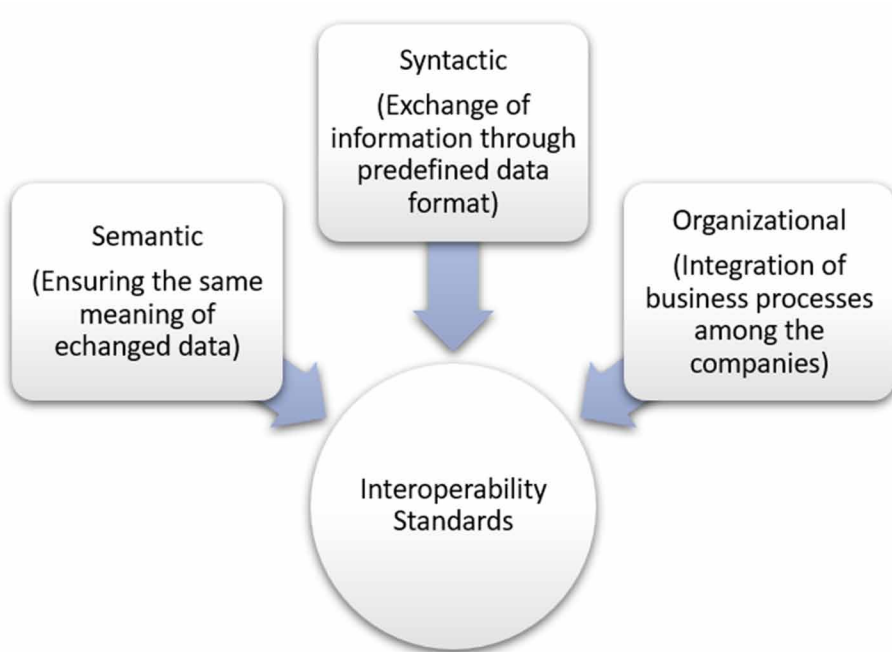 Syntactic
(Exchange of
information through
predefined data
format)
Semantic
(Ensuring the same
meaning of
echanged data)
Organizational
(Integration of
business processes
among the
companies)
Interoperability
Standards